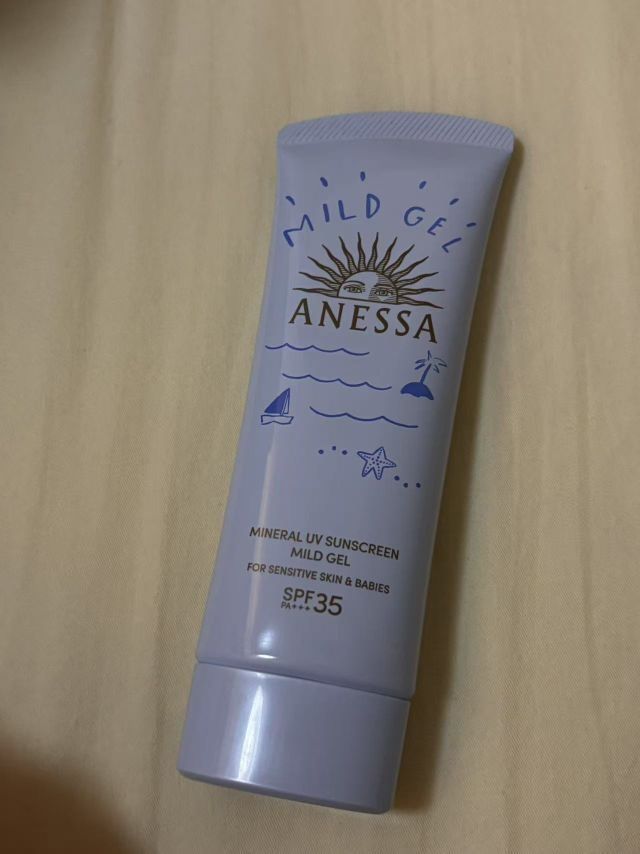 MILD GEL
ANESSA
MINERAL UV SUNSCREEN
MILD GEL
FOR SENSITIVE SKIN & BABIES
SPF35
PA+++